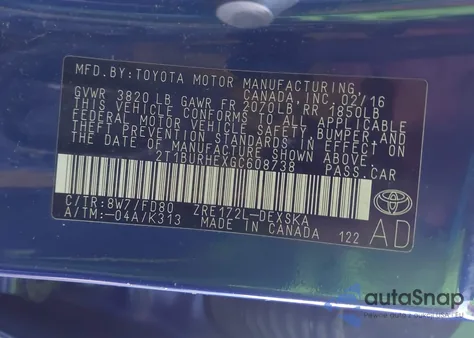 MFD. BY: TOYOTA MOTOR MANUFACTURING,
CANADA, INC. 02/16
GVWR 3820 LB GAWR FR 2070LB, RR 1850LB
THIS VEHICLE CONFORMS TO ALL APPLICABLE
FEDERAL MOTOR VEHICLE SAFETY, BUMPER, AND
THEFT PREVENTION STANDARDS IN EFFECT ON
THE DATE OF MANUFACTURE SHOWN ABOVE.
2T1BURHEXGC608738 PASS. CAR
C/TR: 8W7/FD80 ZRE172L-DEXSKA
A/TM:-04A/K313 MADE IN CANADA 122
AD
autoSnap